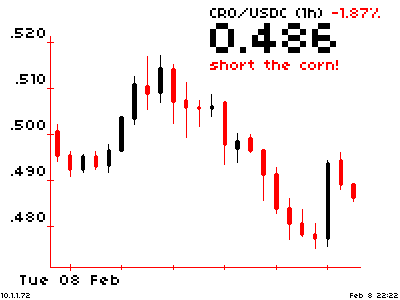 CRO/USDC (1h) -1.87%
0.486
short the corn!
.520
.510
.500
.490
.480
Tue 08 Feb
10.1.1.72
Feb 8 22:22